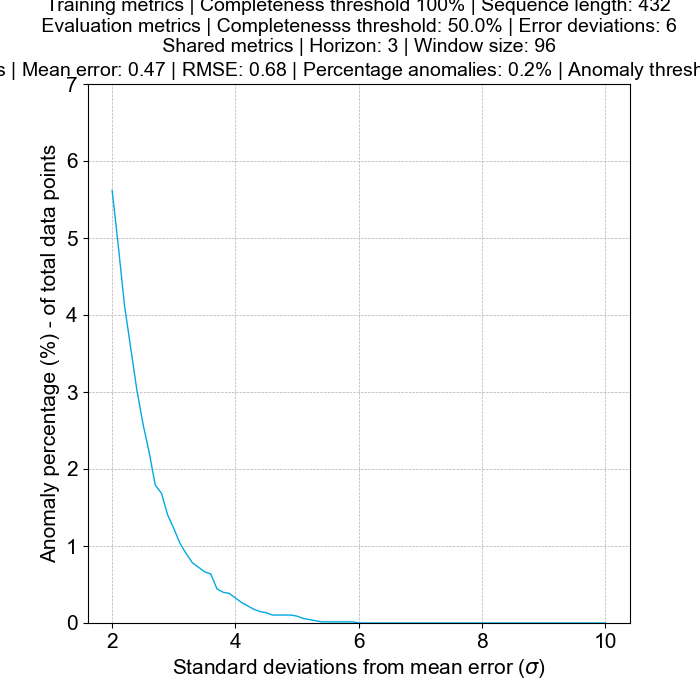 Training metrics | Completeness threshold 100% | Sequence length: 432
Evaluation metrics | Completenesss threshold: 50.0% | Error deviations: 6
Shared metrics | Horizon: 3 | Window size: 96
s | Mean error: 0.47 | RMSE: 0.68 | Percentage anomalies: 0.2% | Anomaly thresh
7
6
5
4
3
2
1
0
Anomaly percentage (%) - of total data points
2 4 6 8 10
Standard deviations from mean error (σ)